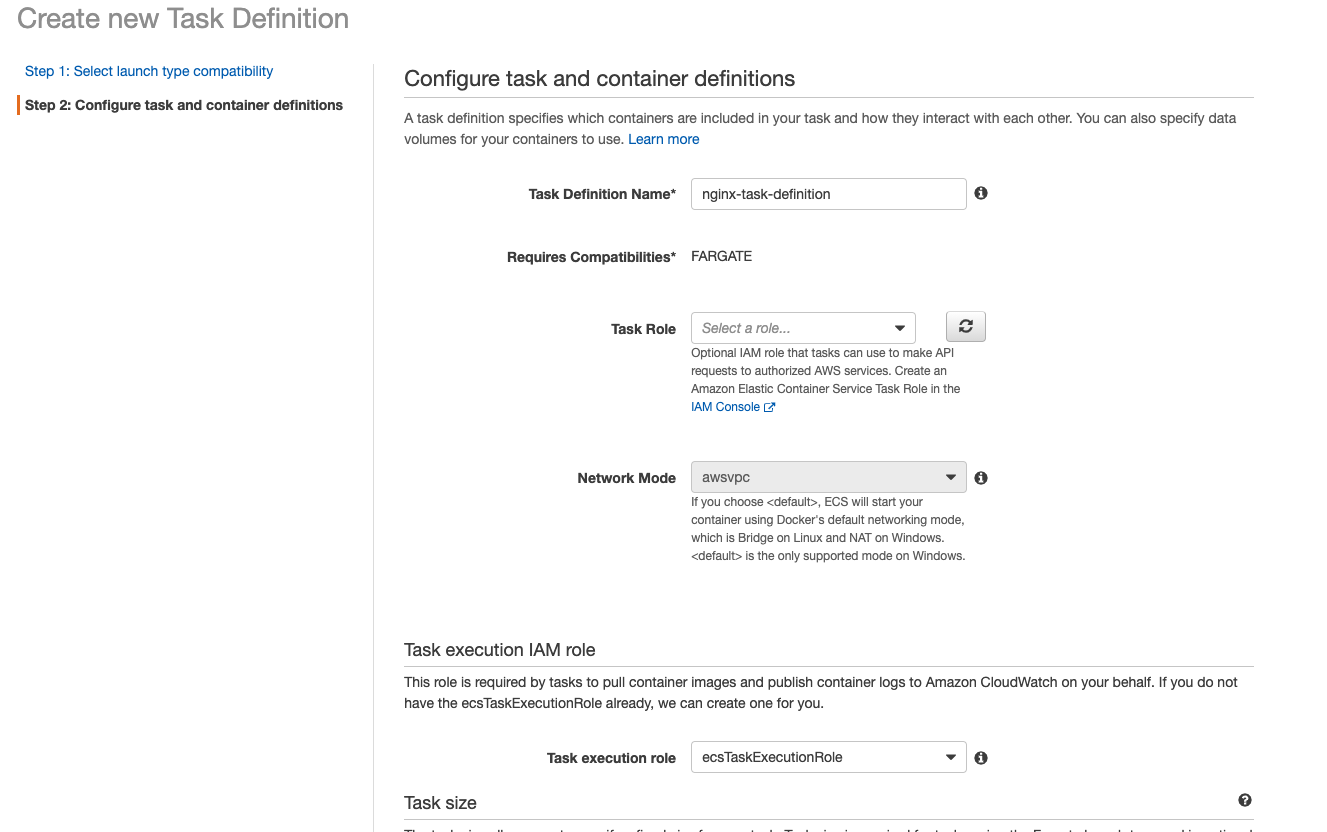 Create new Task Definition
Step 1: Select launch type compatibility
Step 2: Configure task and container definitions
Configure task and container definitions
A task definition specifies which containers are included in your task and how they interact with each other. You can also specify data
volumes for your containers to use. Learn more
Task Definition Name* nginx-task-definition
Requires Compatibilities* FARGATE
Task Role Select a role...
Optional IAM role that tasks can use to make API
requests to authorized AWS services. Create an
Amazon Elastic Container Service Task Role in the
IAM Console
Network Mode awsvpc
If you choose <default>, ECS will start your
container using Docker's default networking mode,
which is Bridge on Linux and NAT on Windows.
<default> is the only supported mode on Windows.
Task execution IAM role
This role is required by tasks to pull container images and publish container logs to Amazon CloudWatch on your behalf. If you do not
have the ecsTaskExecutionRole already, we can create one for you.
Task execution role ecsTaskExecutionRole
Task size